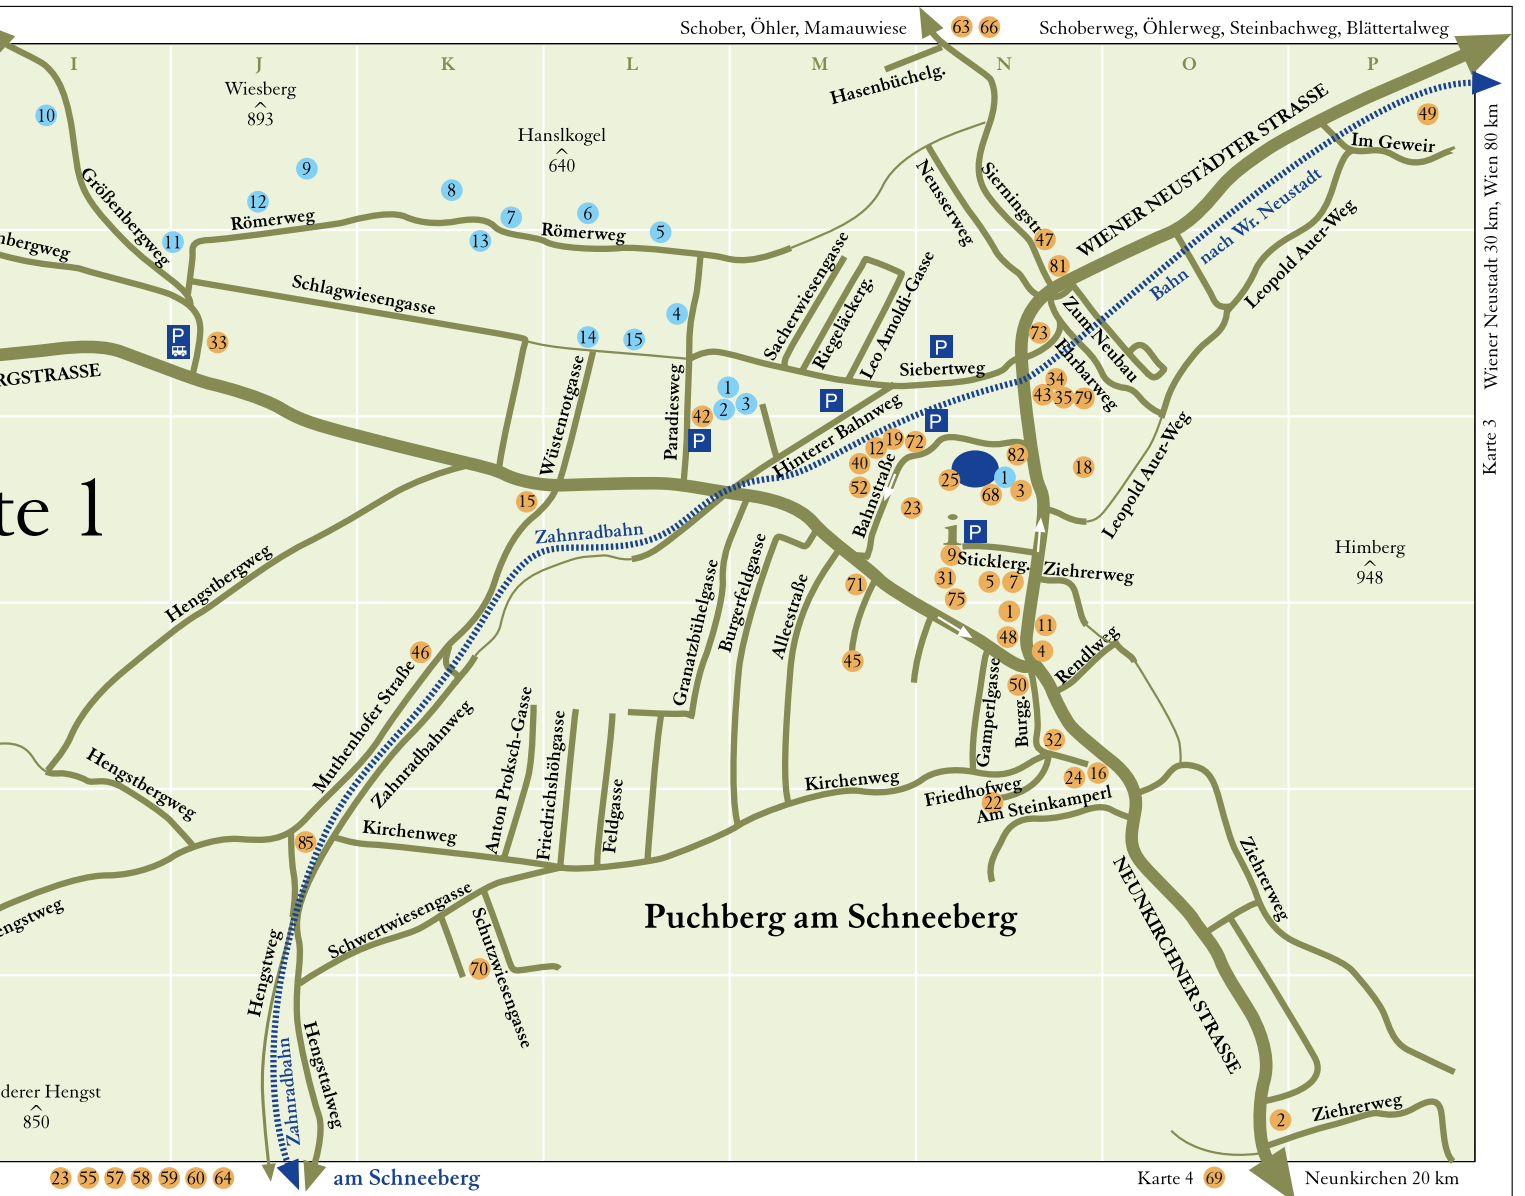 Schober, Öhler, Mamauwiese
63 66
Schoberweg, Öhlerweg, Steinbachweg, Blättertalweg
I J K L M N O P
Wiesberg
893
Hanslkogel
640
Hasenbüchelg.
WIENER NEUSTÄDTER STRASSE
49
Im Geweir
Wiener Neustadt 30 km, Wien 80 km
10
9
12
8
7
6
5
11
13
Größenbergweg
Römerweg
Römerweg
nbergweg
Neusserweg
Sierningstr.
47
81
Bahn nach Wr. Neustadt
Leopold Auer-Weg
Schlagwiesengasse
4
14
15
Sacherwiesengasse
Riegeläckerg.
Leo Arnoldi-Gasse
P
33
P
Siebertweg
73
Zum Neubau
Ehrbarweg
RGSTRASSE
Wüstenrotgasse
Paradiesweg
1
2
3
42
P
P
Hinterer Bahnweg
P
34
43
35
79
Karte 3
te 1
15
Zahnradbahn
40
12
19
72
52
Bahnstraße
23
25
1
82
68
3
18
Leopold Auer-Weg
i P
9
Sticklerg.
Ziehrerweg
31
5
7
75
1
48
11
4
Himberg
948
Hengstbergweg
71
45
Granatzbühelgasse
Burgerfeldgasse
Alleestraße
Rendlweg
46
Muthenhofer Straße
Zahnradbahnweg
50
Gamperlgasse
Burgg.
32
24
16
Hengstbergweg
Anton Proksch-Gasse
Friedrichshöhgasse
Feldgasse
Kirchenweg
Friedhofweg
22
Am Steinkamperl
85
Kirchenweg
Ziehrerweg
NEUNKIRCHNER STRASSE
engstweg
Schwertwiesengasse
Schutzwiesengasse
Puchberg am Schneeberg
Hengstweg
70
Hengsttalweg
Zahnradbahn
derer Hengst
850
2
Ziehrerweg
23 55 57 58 59 60 64
am Schneeberg
Karte 4 69
Neunkirchen 20 km